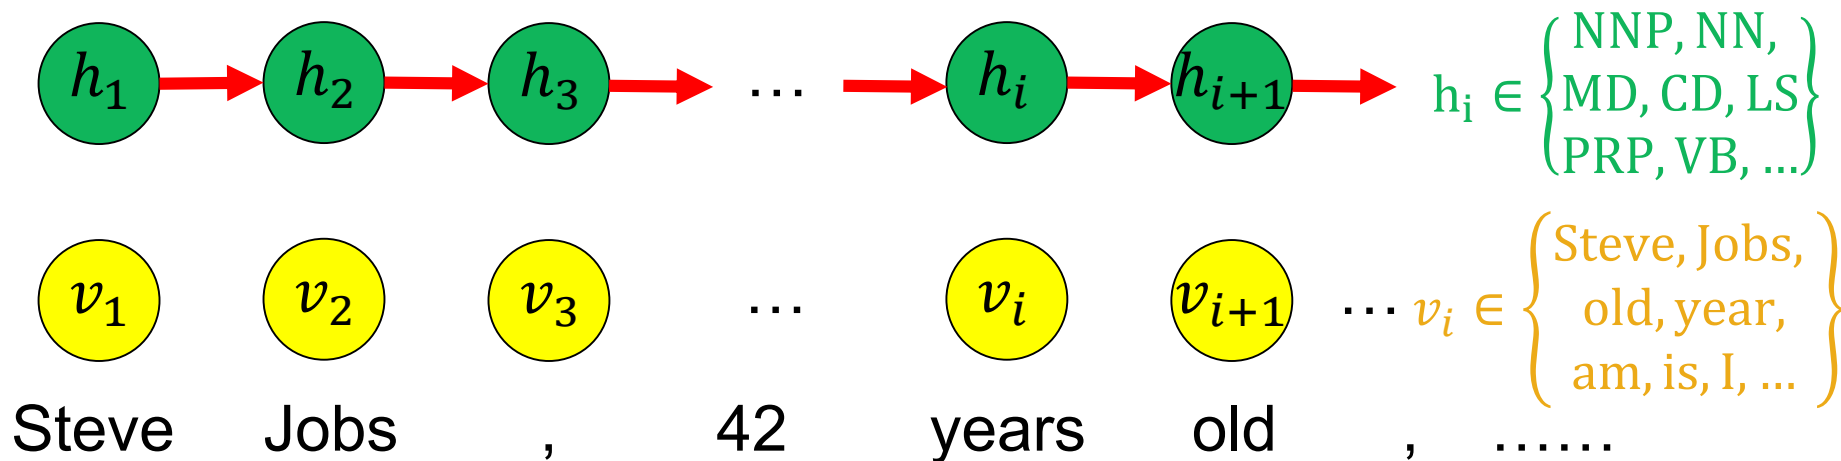 h₁ h₂ h₃ … hᵢ hᵢ₊₁ hᵢ ∈ { NNP, NN,
MD, CD, LS
PRP, VB, … }
v₁ v₂ v₃ … vᵢ vᵢ₊₁ … vᵢ ∈ { Steve, Jobs,
old, year,
am, is, I, … }
Steve Jobs , 42 years old , ……